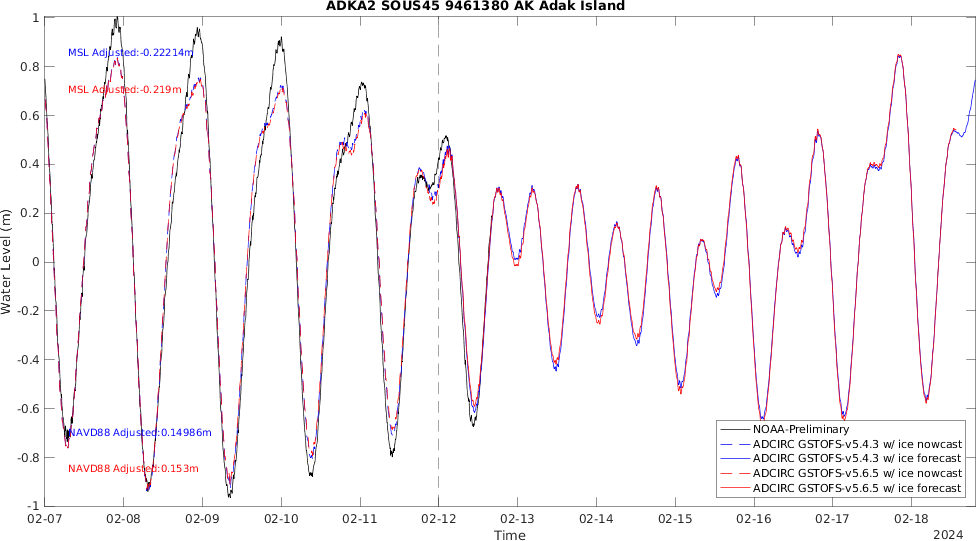 ADKA2 SOUS45 9461380 AK Adak Island
1
0.8
0.6
0.4
0.2
0
-0.2
-0.4
-0.6
-0.8
-1
Water Level (m)
MSL Adjusted:-0.22214m
MSL Adjusted:-0.219m
NAVD88 Adjusted:0.14986m
NAVD88 Adjusted:0.153m
NOAA-Preliminary
ADCIRC GSTOFS-v5.4.3 w/ ice nowcast
ADCIRC GSTOFS-v5.4.3 w/ ice forecast
ADCIRC GSTOFS-v5.6.5 w/ ice nowcast
ADCIRC GSTOFS-v5.6.5 w/ ice forecast
02-07 02-08 02-09 02-10 02-11 02-12 02-13 02-14 02-15 02-16 02-17 02-18
Time
2024